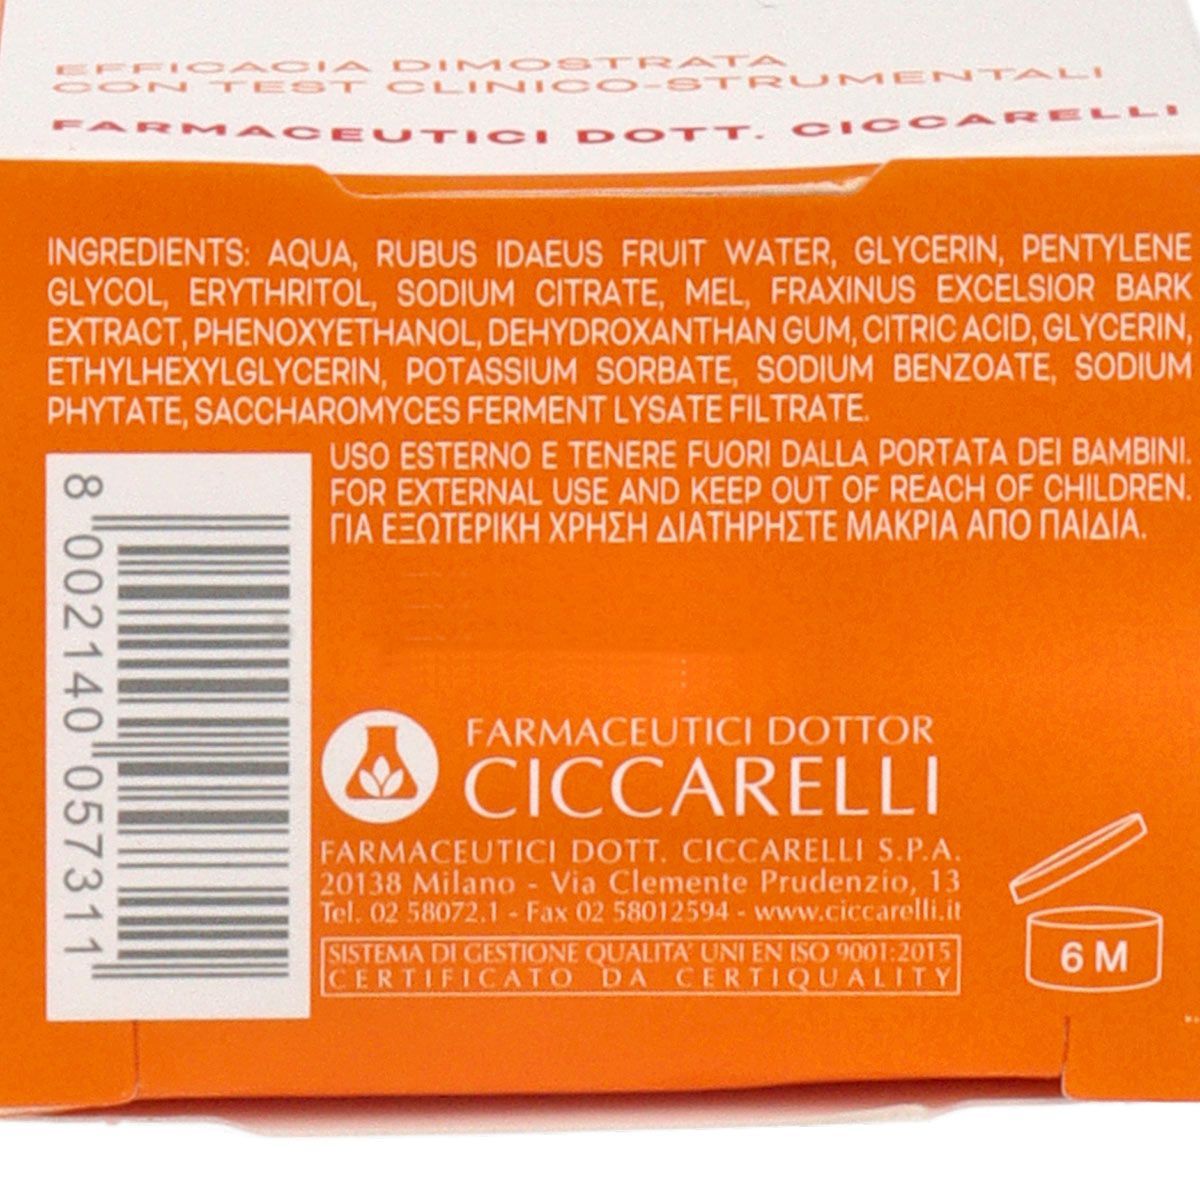 EFFICACIA DIMOSTRATA
CON TEST CLINICO-STRUMENTALI
FARMACEUTICI DOTT. CICCARELLI
INGREDIENTS: AQUA, RUBUS IDAEUS FRUIT WATER, GLYCERIN, PENTYLENE
GLYCOL, ERYTHRITOL, SODIUM CITRATE, MEL, FRAXINUS EXCELSIOR BARK
EXTRACT, PHENOXYETHANOL, DEHYDROXANTHAN GUM, CITRIC ACID, GLYCERIN,
ETHYLHEXYLGLYCERIN, POTASSIUM SORBATE, SODIUM BENZOATE, SODIUM
PHYTATE, SACCHAROMYCES FERMENT LYSATE FILTRATE.
USO ESTERNO E TENERE FUORI DALLA PORTATA DEI BAMBINI.
FOR EXTERNAL USE AND KEEP OUT OF REACH OF CHILDREN.
ΓΙΑ ΕΞΩΤΕΡΙΚΗ ΧΡΗΣΗ ΔΙΑΤΗΡΗΣΤΕ ΜΑΚΡΙΑ ΑΠΟ ΠΑΙΔΙΑ.
8 002140 057311
FARMACEUTICI DOTTOR
CICCARELLI
FARMACEUTICI DOTT. CICCARELLI S.P.A.
20138 Milano - Via Clemente Prudenzio, 13
Tel. 02 58072.1 - Fax 02 58012594 - www.ciccarelli.it
SISTEMA DI GESTIONE QUALITA' UNI EN ISO 9001:2015
CERTIFICATO DA CERTIQUALITY
6 M